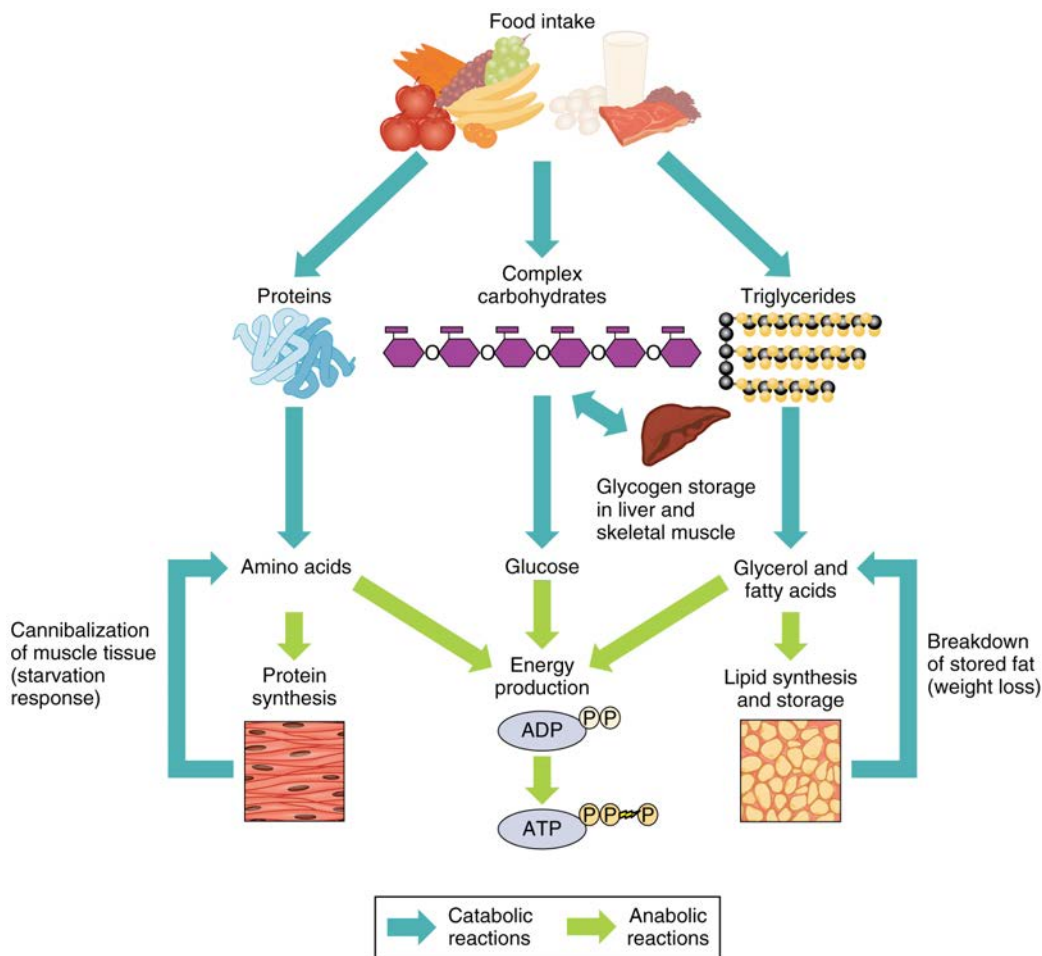 Food intake
Proteins
Complex
carbohydrates
Triglycerides
O O O O O
Glycogen storage
in liver and
skeletal muscle
Amino acids
Glucose
Glycerol and
fatty acids
Cannibalization
of muscle tissue
(starvation
response)
Protein
synthesis
Energy
production
Lipid synthesis
and storage
Breakdown
of stored fat
(weight loss)
ADP P P
ATP P P P
Catabolic
reactions
Anabolic
reactions